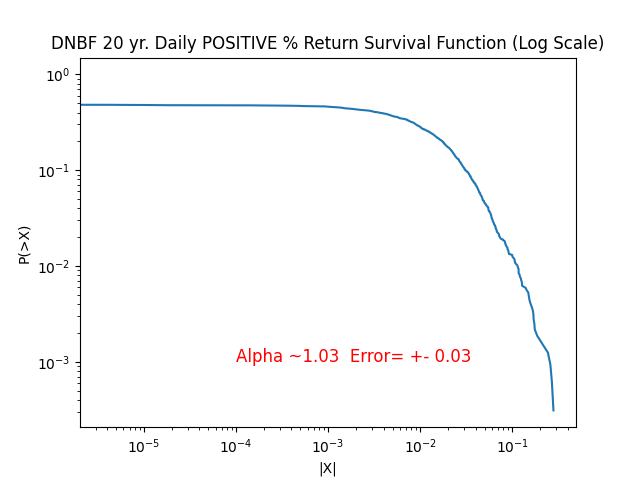 DNBF 20 yr. Daily POSITIVE % Return Survival Function (Log Scale)
P(>X)
10⁰
10⁻¹
10⁻²
10⁻³
Alpha ~1.03  Error= +- 0.03
10⁻⁵ 10⁻⁴ 10⁻³ 10⁻² 10⁻¹
|X|